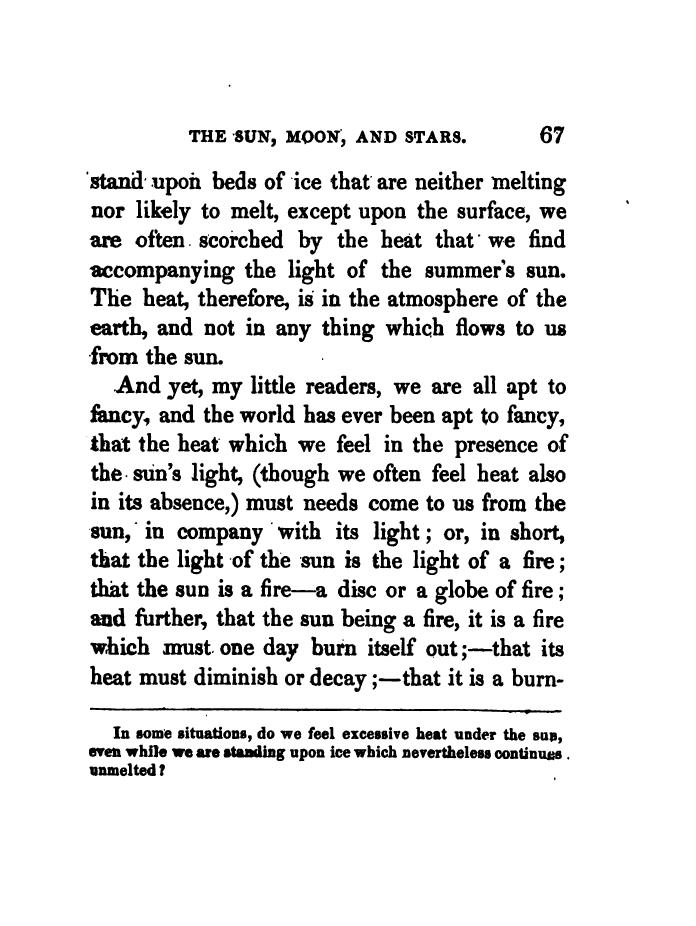 THE SUN, MOON, AND STARS. 67
stand upon beds of ice that are neither melting
nor likely to melt, except upon the surface, we
are often scorched by the heat that we find
accompanying the light of the summer's sun.
The heat, therefore, is in the atmosphere of the
earth, and not in any thing which flows to us
from the sun.
And yet, my little readers, we are all apt to
fancy, and the world has ever been apt to fancy,
that the heat which we feel in the presence of
the sun's light, (though we often feel heat also
in its absence,) must needs come to us from the
sun, in company with its light; or, in short,
that the light of the sun is the light of a fire;
that the sun is a fire—a disc or a globe of fire;
and further, that the sun being a fire, it is a fire
which must one day burn itself out;—that its
heat must diminish or decay;—that it is a burn-
In some situations, do we feel excessive heat under the sun,
even while we are standing upon ice which nevertheless continues
unmelted?